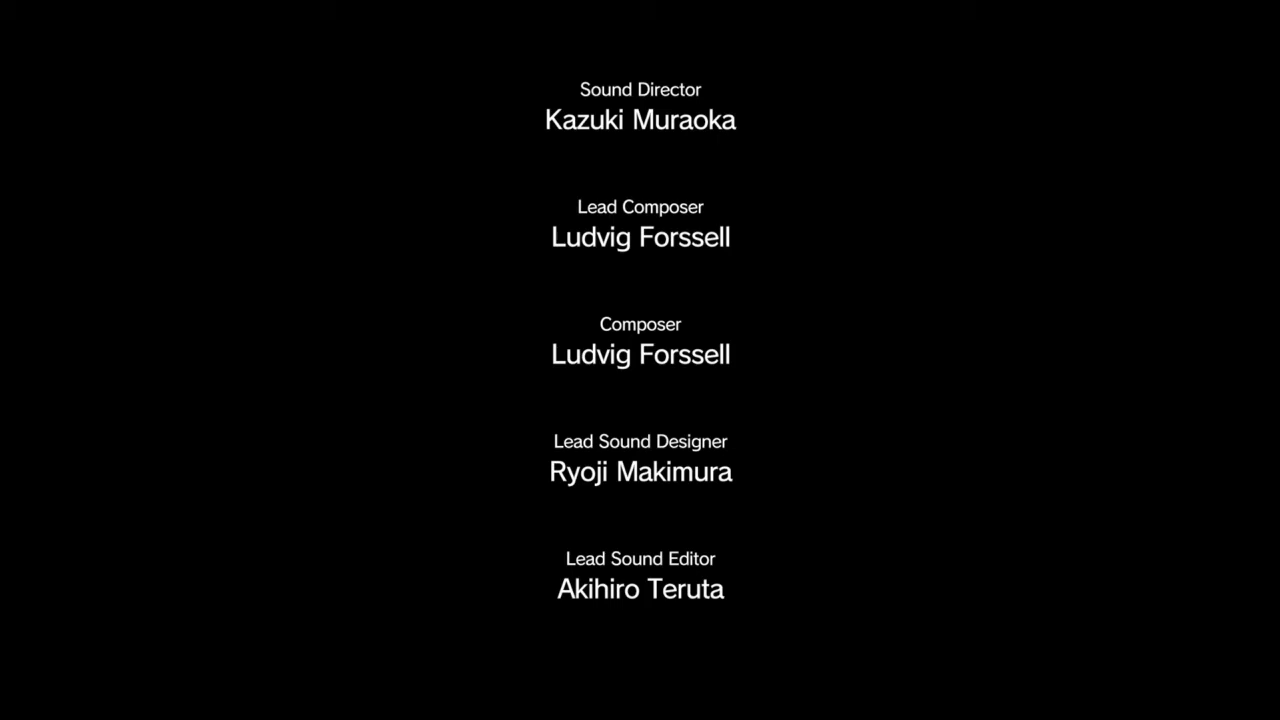 Sound Director
Kazuki Muraoka
Lead Composer
Ludvig Forssell
Composer
Ludvig Forssell
Lead Sound Designer
Ryoji Makimura
Lead Sound Editor
Akihiro Teruta